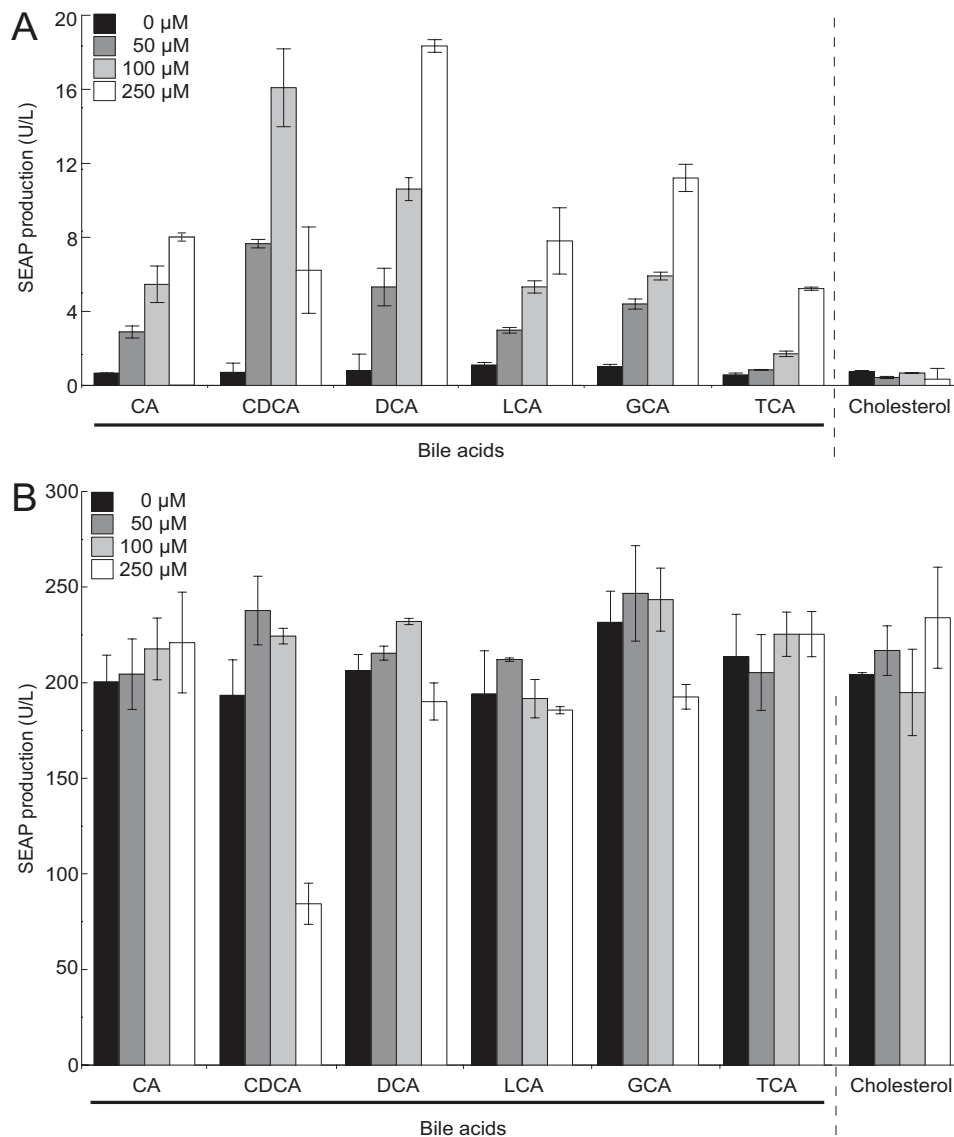 A
0 µM
50 µM
100 µM
250 µM
SEAP production (U/L)
20
16
12
8
4
0
CA CDCA DCA LCA GCA TCA Cholesterol
Bile acids
B
0 µM
50 µM
100 µM
250 µM
SEAP production (U/L)
300
250
200
150
100
50
0
CA CDCA DCA LCA GCA TCA Cholesterol
Bile acids